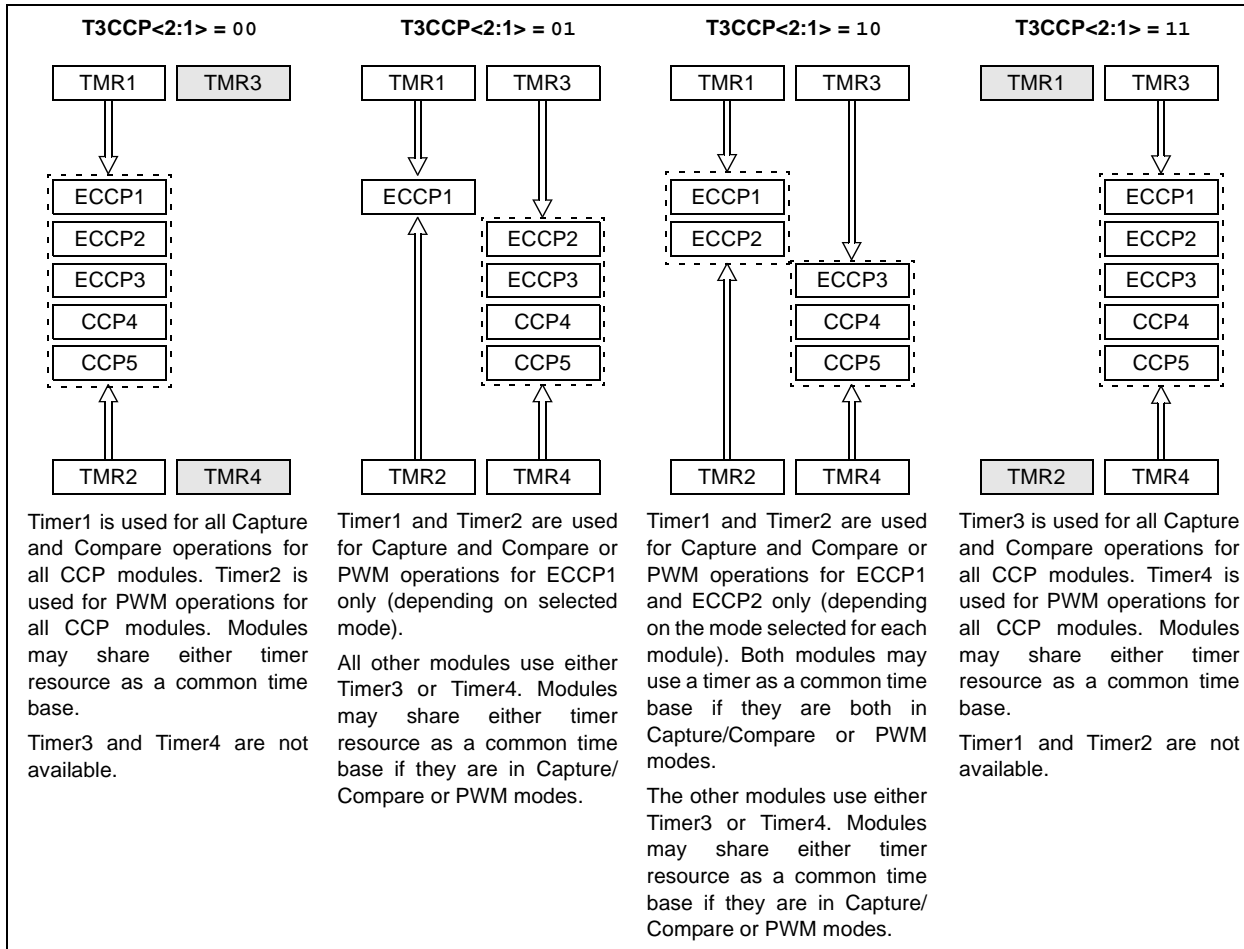 T3CCP<2:1> = 00
TMR1 TMR3
ECCP1
ECCP2
ECCP3
CCP4
CCP5
TMR2 TMR4
Timer1 is used for all Capture
and Compare operations for
all CCP modules. Timer2 is
used for PWM operations for
all CCP modules. Modules
may share either timer
resource as a common time
base.
Timer3 and Timer4 are not
available.
T3CCP<2:1> = 01
TMR1 TMR3
ECCP1
ECCP2
ECCP3
CCP4
CCP5
TMR2 TMR4
Timer1 and Timer2 are used
for Capture and Compare or
PWM operations for ECCP1
only (depending on selected
mode).
All other modules use either
Timer3 or Timer4. Modules
may share either timer
resource as a common time
base if they are in Capture/
Compare or PWM modes.
T3CCP<2:1> = 10
TMR1 TMR3
ECCP1
ECCP2
ECCP3
CCP4
CCP5
TMR2 TMR4
Timer1 and Timer2 are used
for Capture and Compare or
PWM operations for ECCP1
and ECCP2 only (depending
on the mode selected for each
module). Both modules may
use a timer as a common time
base if they are both in
Capture/Compare or PWM
modes.
The other modules use either
Timer3 or Timer4. Modules
may share either timer
resource as a common time
base if they are in Capture/
Compare or PWM modes.
T3CCP<2:1> = 11
TMR1 TMR3
ECCP1
ECCP2
ECCP3
CCP4
CCP5
TMR2 TMR4
Timer3 is used for all Capture
and Compare operations for
all CCP modules. Timer4 is
used for PWM operations for
all CCP modules. Modules
may share either timer
resource as a common time
base.
Timer1 and Timer2 are not
available.